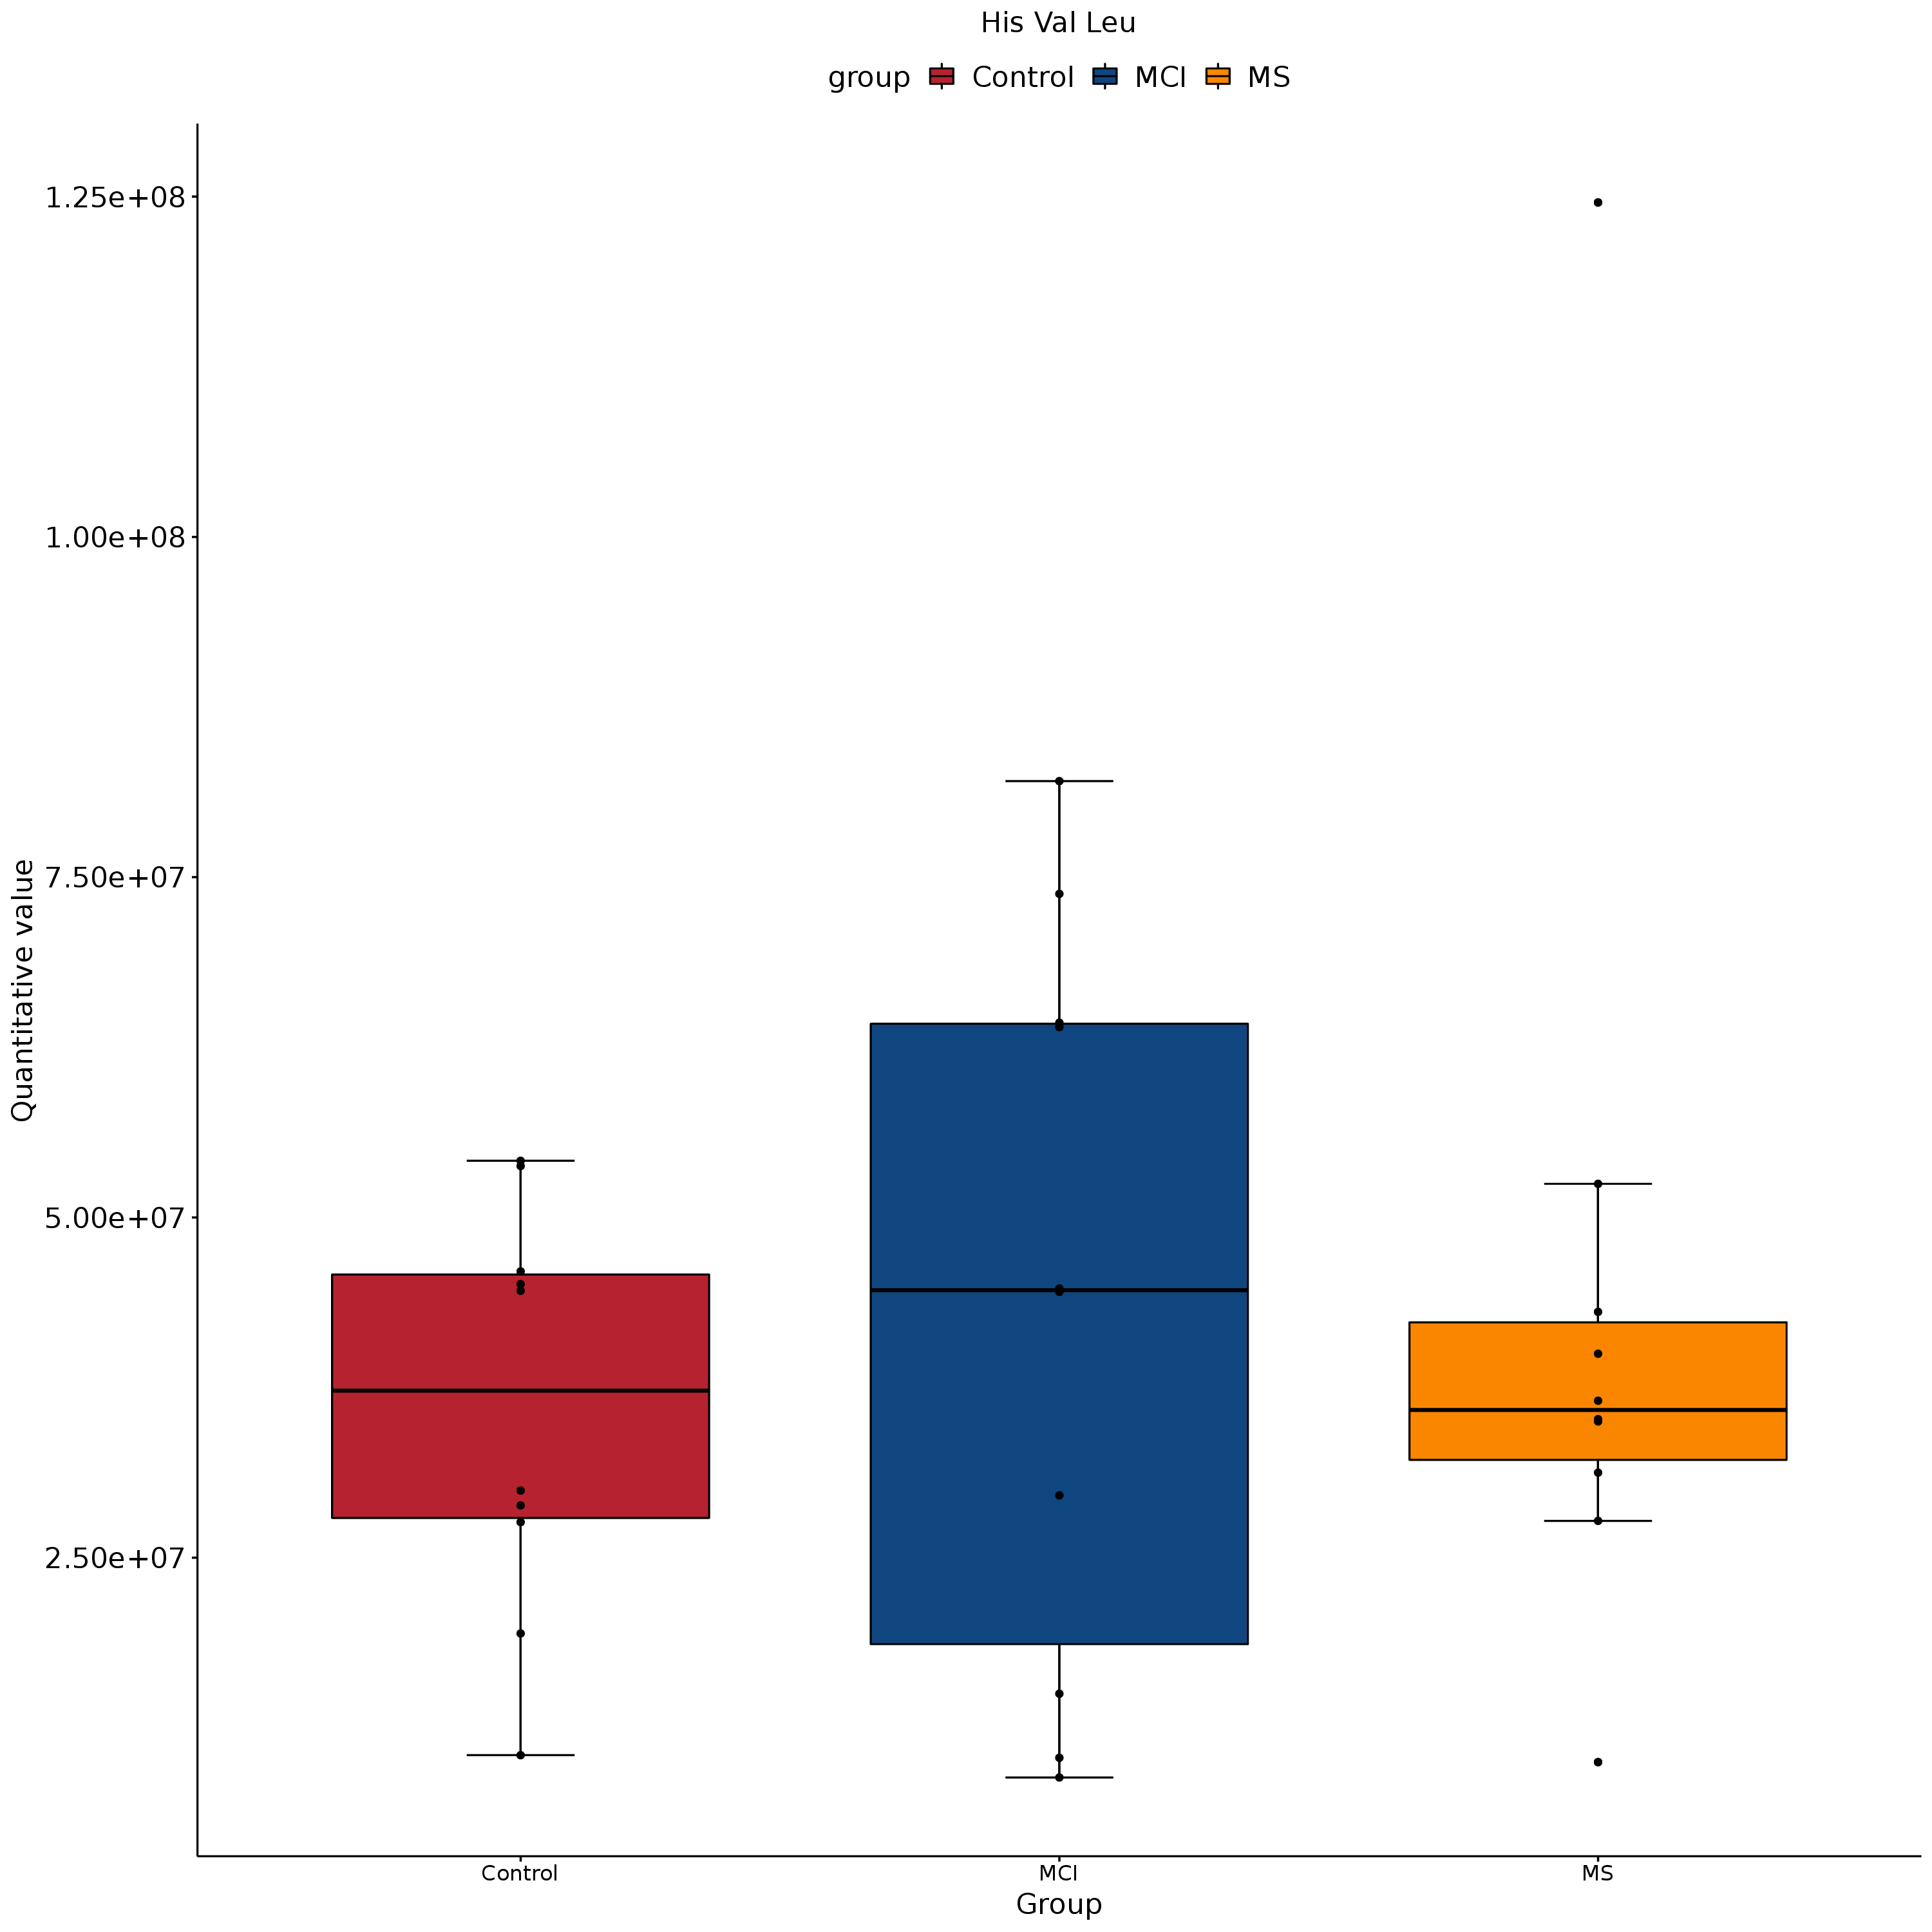 His Val Leu
group Control MCI MS
1.25e+08
1.00e+08
7.50e+07
5.00e+07
2.50e+07
Quantitative value
Control MCI MS
Group